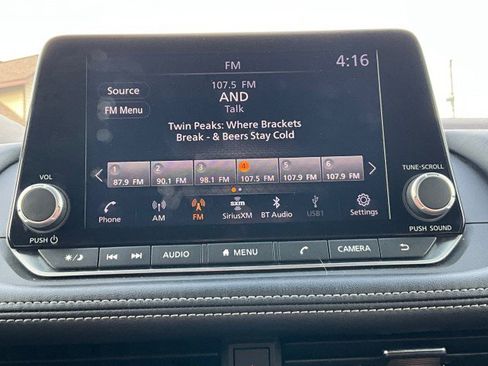 FM
4:16
Source
107.5 FM
AND
FM Menu
Talk
Twin Peaks: Where Brackets
Break - & Beers Stay Cold
VOL
TUNE·SCROLL
1 2 3 4 5 6
87.9 FM 90.1 FM 98.1 FM 107.5 FM 107.9 FM 107.9 FM
Phone AM FM SiriusXM BT Audio USB1 Settings
sxm
PUSH
PUSH SOUND
AUDIO MENU CAMERA